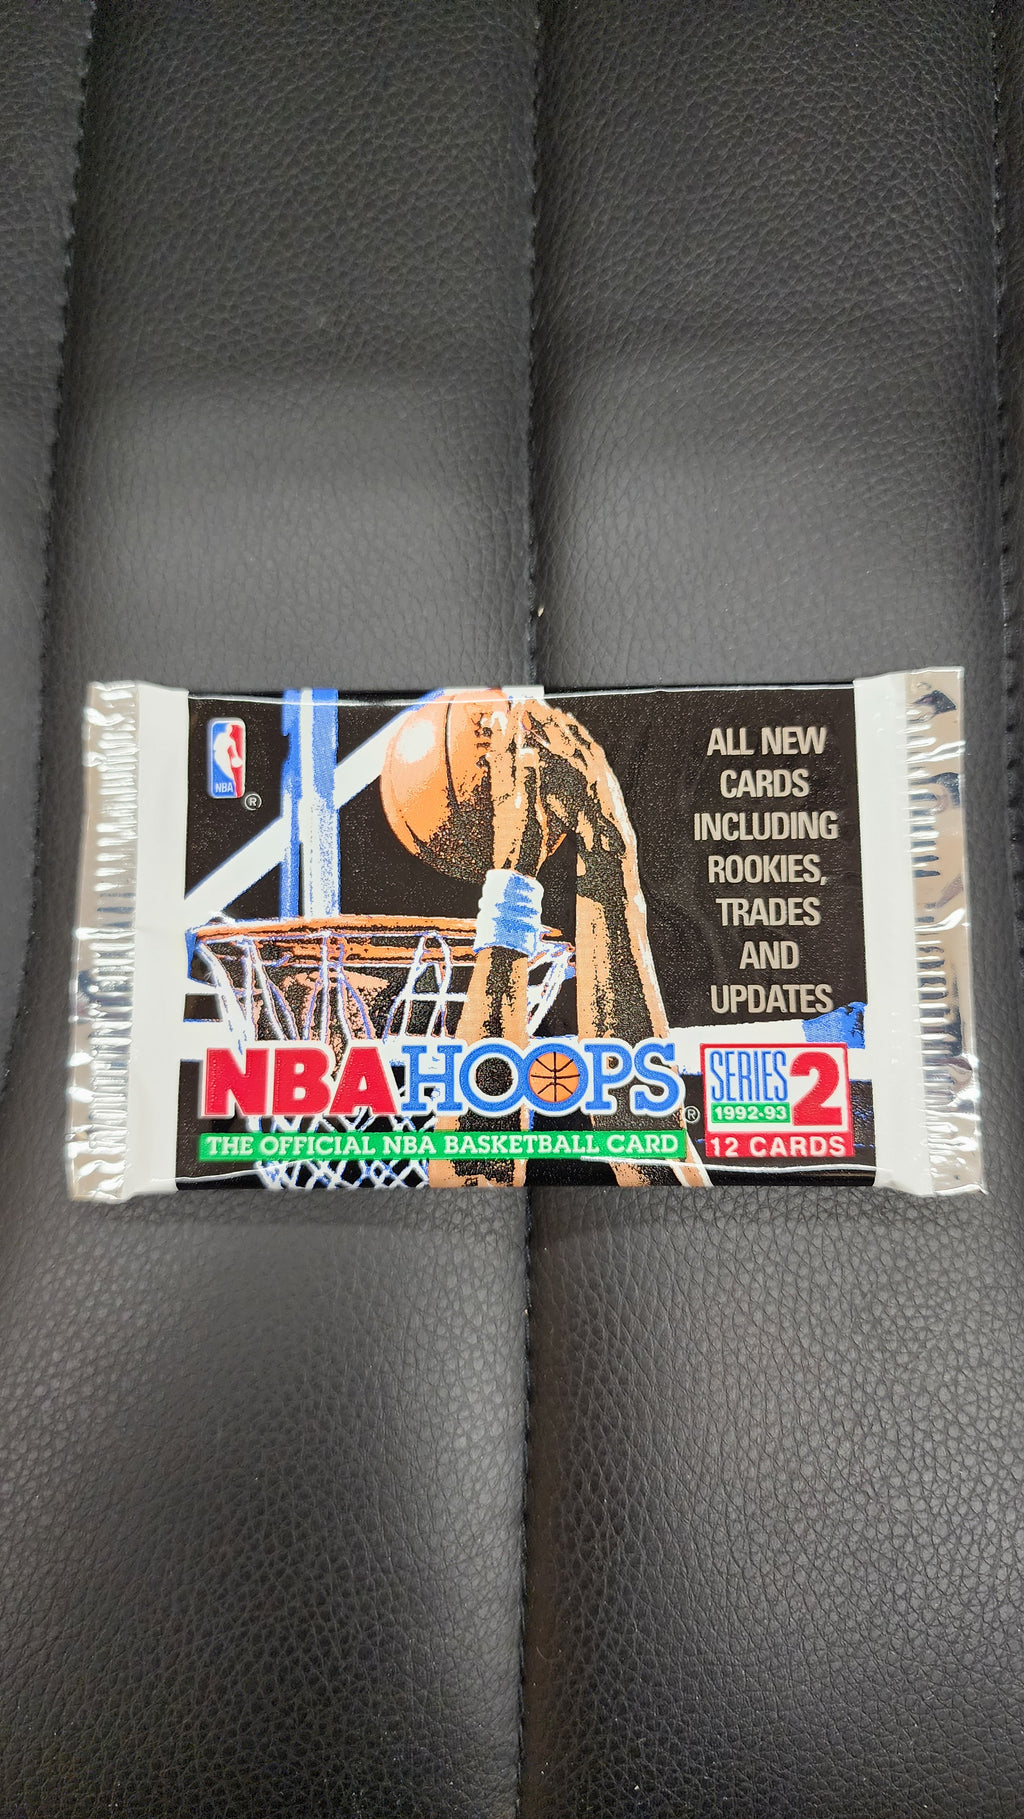 NBA
®
ALL NEW
CARDS
INCLUDING
ROOKIES,
TRADES
AND
UPDATES
NBA HOOPS®
THE OFFICIAL NBA BASKETBALL CARD
SERIES 2
1992-93
12 CARDS